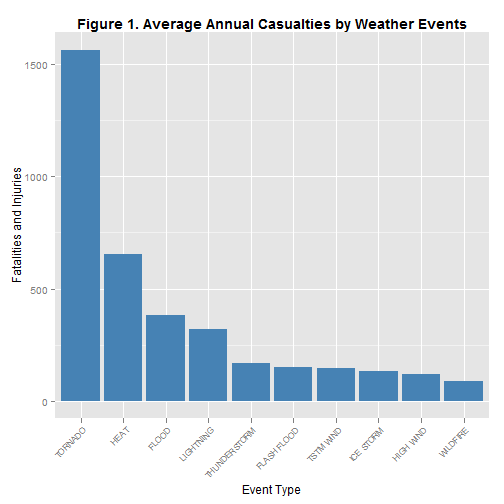 Figure 1. Average Annual Casualties by Weather Events
Fatalities and Injuries
1500
1000
500
0
TORNADO
HEAT
FLOOD
LIGHTNING
THUNDERSTORM
FLASH FLOOD
TSTM WIND
ICE STORM
HIGH WIND
WILDFIRE
Event Type